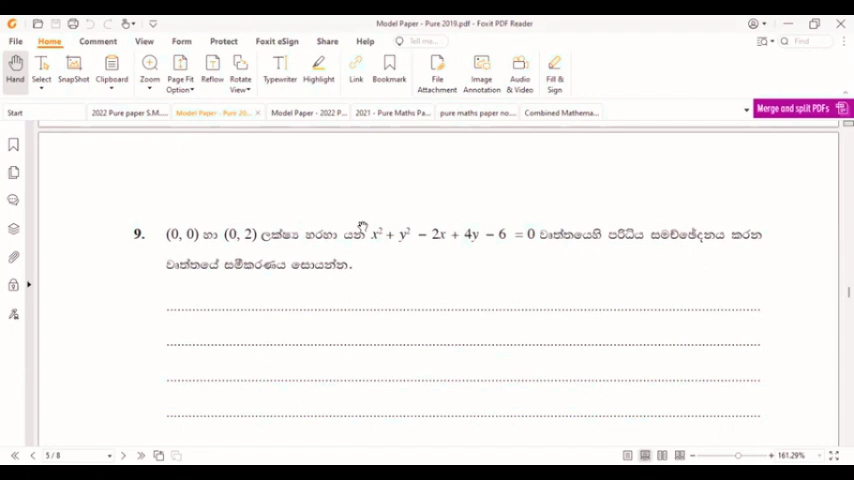 Model Paper - Pure 2019.pdf - Foxit PDF Reader
File Home Comment View Form Protect Foxit eSign Share Help Tell me... Find
Hand Select SnapShot Clipboard Zoom Page Fit Option Reflow Rotate View Typewriter Highlight Link Bookmark File Attachment Image Annotation Audio & Video Fill & Sign
Start 2022 Pure paper S.M.... Model Paper - Pure 20... Model Paper - 2022 P... 2021 - Pure Maths Pa... pure maths paper no.... Combined Mathema... Merge and split PDFs
9. (0, 0) හා (0, 2) ලක්ෂ්‍ය හරහා යන x² + y² − 2x + 4y − 6 = 0 වෘත්තයෙහි පරිධිය සමච්ඡේදනය කරන
වෘත්තයේ සමීකරණය සොයන්න.
5 / 8 161.29%